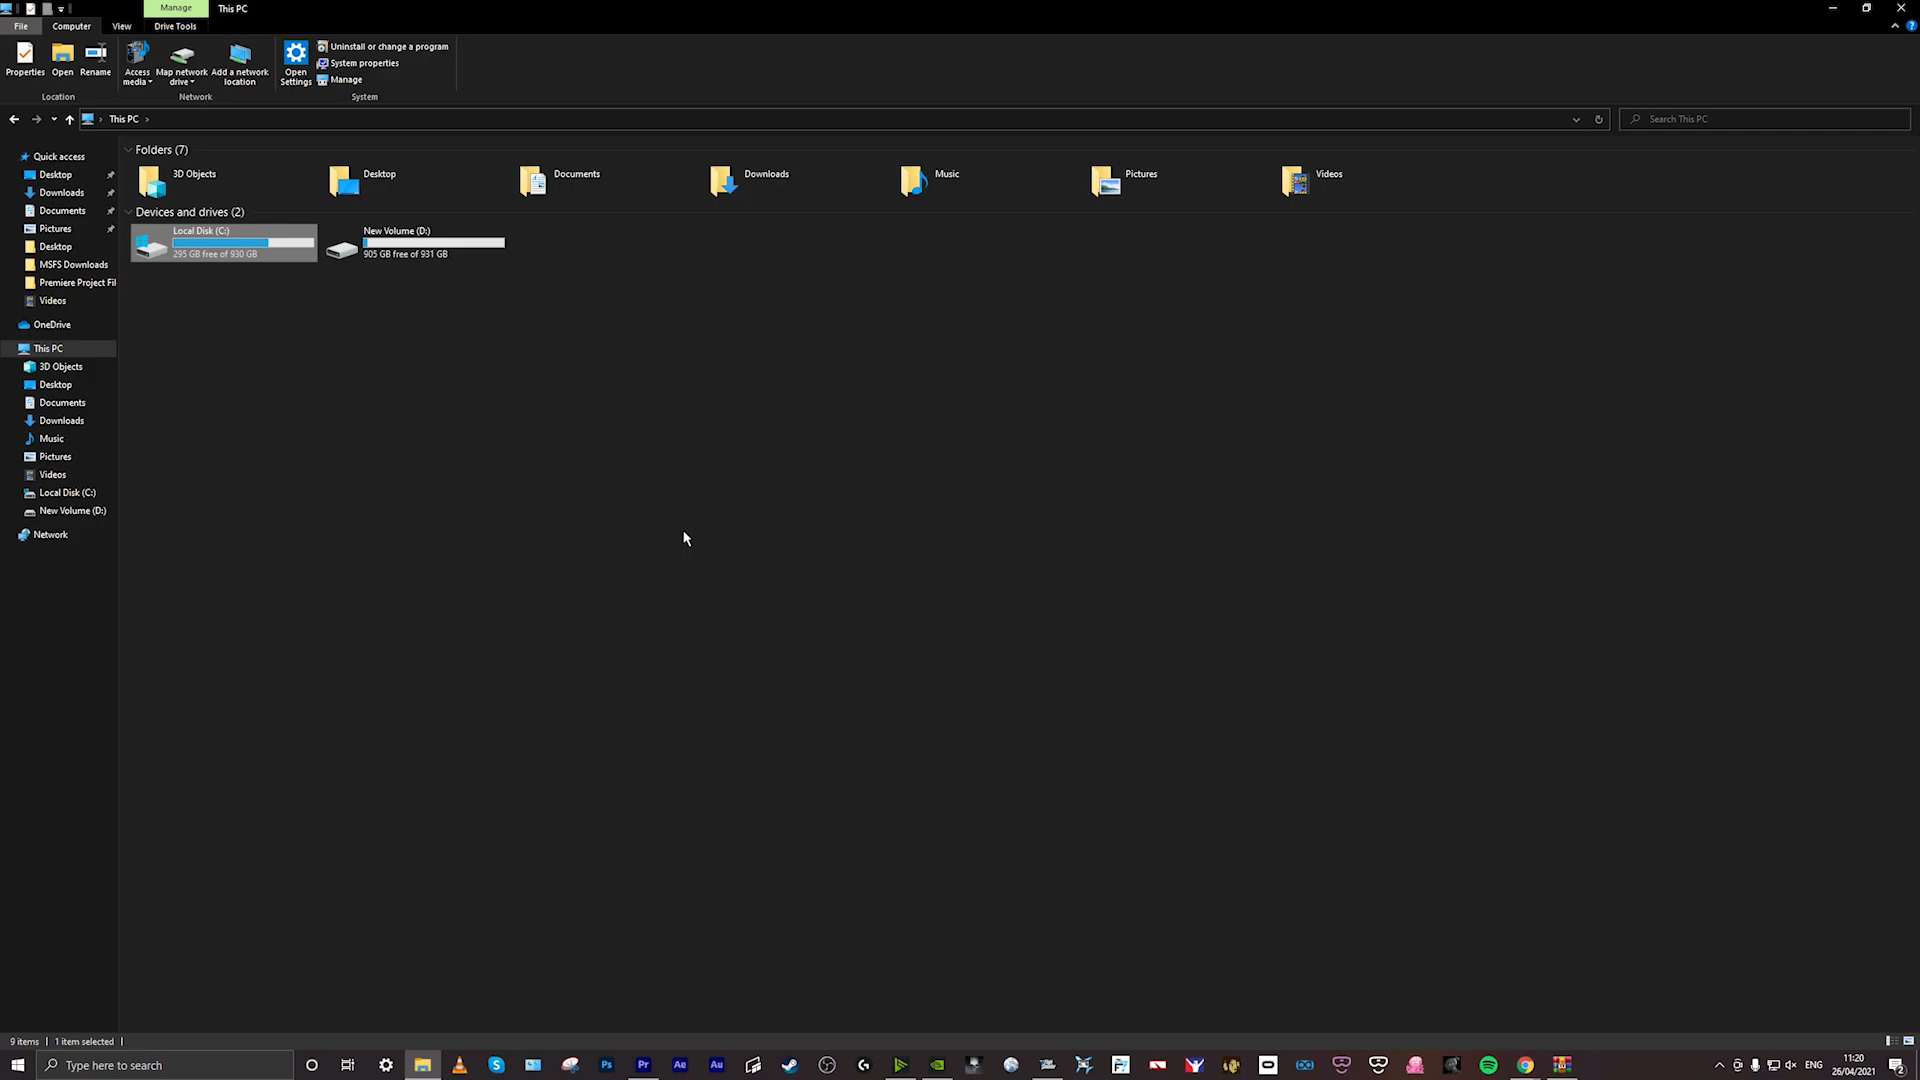 Manage
This PC
File
Computer
View
Drive Tools
Properties
Open
Rename
Access media
Map network drive
Add a network location
Open Settings
Uninstall or change a program
System properties
Manage
Location
Network
System
This PC
Search This PC
Quick access
Desktop
Downloads
Documents
Pictures
Desktop
MSFS Downloads
Premiere Project Fil
Videos
OneDrive
This PC
3D Objects
Desktop
Documents
Downloads
Music
Pictures
Videos
Local Disk (C:)
New Volume (D:)
Network
Folders (7)
3D Objects
Desktop
Documents
Downloads
Music
Pictures
Videos
Devices and drives (2)
Local Disk (C:)
295 GB free of 930 GB
New Volume (D:)
905 GB free of 931 GB
9 items
1 item selected
Type here to search
Ps
Pr
Ae
Au
ENG
11:20
26/04/2021
2